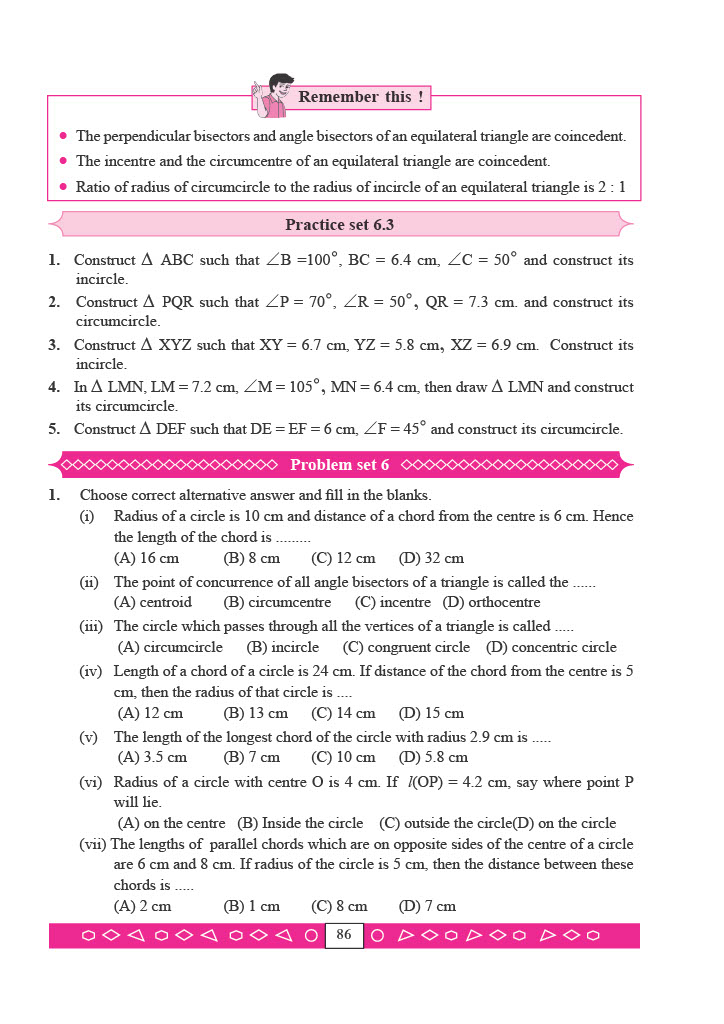 Remember this !
• The perpendicular bisectors and angle bisectors of an equilateral triangle are coincedent.
• The incentre and the circumcentre of an equilateral triangle are coincedent.
• Ratio of radius of circumcircle to the radius of incircle of an equilateral triangle is 2 : 1
Practice set 6.3
1. Construct Δ ABC such that ∠B =100°, BC = 6.4 cm, ∠C = 50° and construct its
incircle.
2. Construct Δ PQR such that ∠P = 70°, ∠R = 50°, QR = 7.3 cm. and construct its
circumcircle.
3. Construct Δ XYZ such that XY = 6.7 cm, YZ = 5.8 cm, XZ = 6.9 cm. Construct its
incircle.
4. In Δ LMN, LM = 7.2 cm, ∠M = 105°, MN = 6.4 cm, then draw Δ LMN and construct
its circumcircle.
5. Construct Δ DEF such that DE = EF = 6 cm, ∠F = 45° and construct its circumcircle.
Problem set 6
1. Choose correct alternative answer and fill in the blanks.
(i) Radius of a circle is 10 cm and distance of a chord from the centre is 6 cm. Hence
the length of the chord is .........
(A) 16 cm (B) 8 cm (C) 12 cm (D) 32 cm
(ii) The point of concurrence of all angle bisectors of a triangle is called the ......
(A) centroid (B) circumcentre (C) incentre (D) orthocentre
(iii) The circle which passes through all the vertices of a triangle is called .....
(A) circumcircle (B) incircle (C) congruent circle (D) concentric circle
(iv) Length of a chord of a circle is 24 cm. If distance of the chord from the centre is 5
cm, then the radius of that circle is ....
(A) 12 cm (B) 13 cm (C) 14 cm (D) 15 cm
(v) The length of the longest chord of the circle with radius 2.9 cm is .....
(A) 3.5 cm (B) 7 cm (C) 10 cm (D) 5.8 cm
(vi) Radius of a circle with centre O is 4 cm. If l(OP) = 4.2 cm, say where point P
will lie.
(A) on the centre (B) Inside the circle (C) outside the circle(D) on the circle
(vii) The lengths of parallel chords which are on opposite sides of the centre of a circle
are 6 cm and 8 cm. If radius of the circle is 5 cm, then the distance between these
chords is .....
(A) 2 cm (B) 1 cm (C) 8 cm (D) 7 cm
86